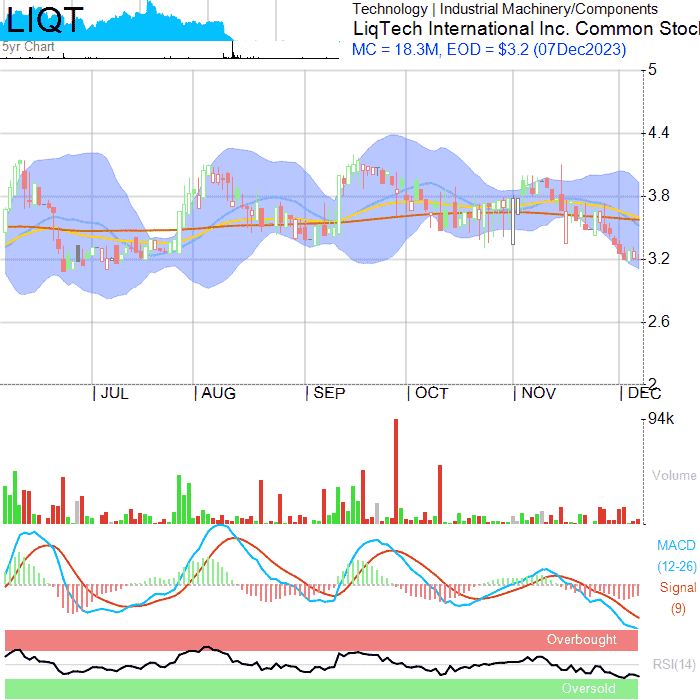 LIQT
5yr Chart
Technology | Industrial Machinery/Components
LiqTech International Inc. Common Stoc
MC = 18.3M, EOD = $3.2 (07Dec2023)
5
4.4
3.8
3.2
2.6
2
| JUL | AUG | SEP | OCT | NOV | DEC
94k
Volume
MACD
(12-26)
Signal
(9)
Overbought
RSI(14)
Oversold